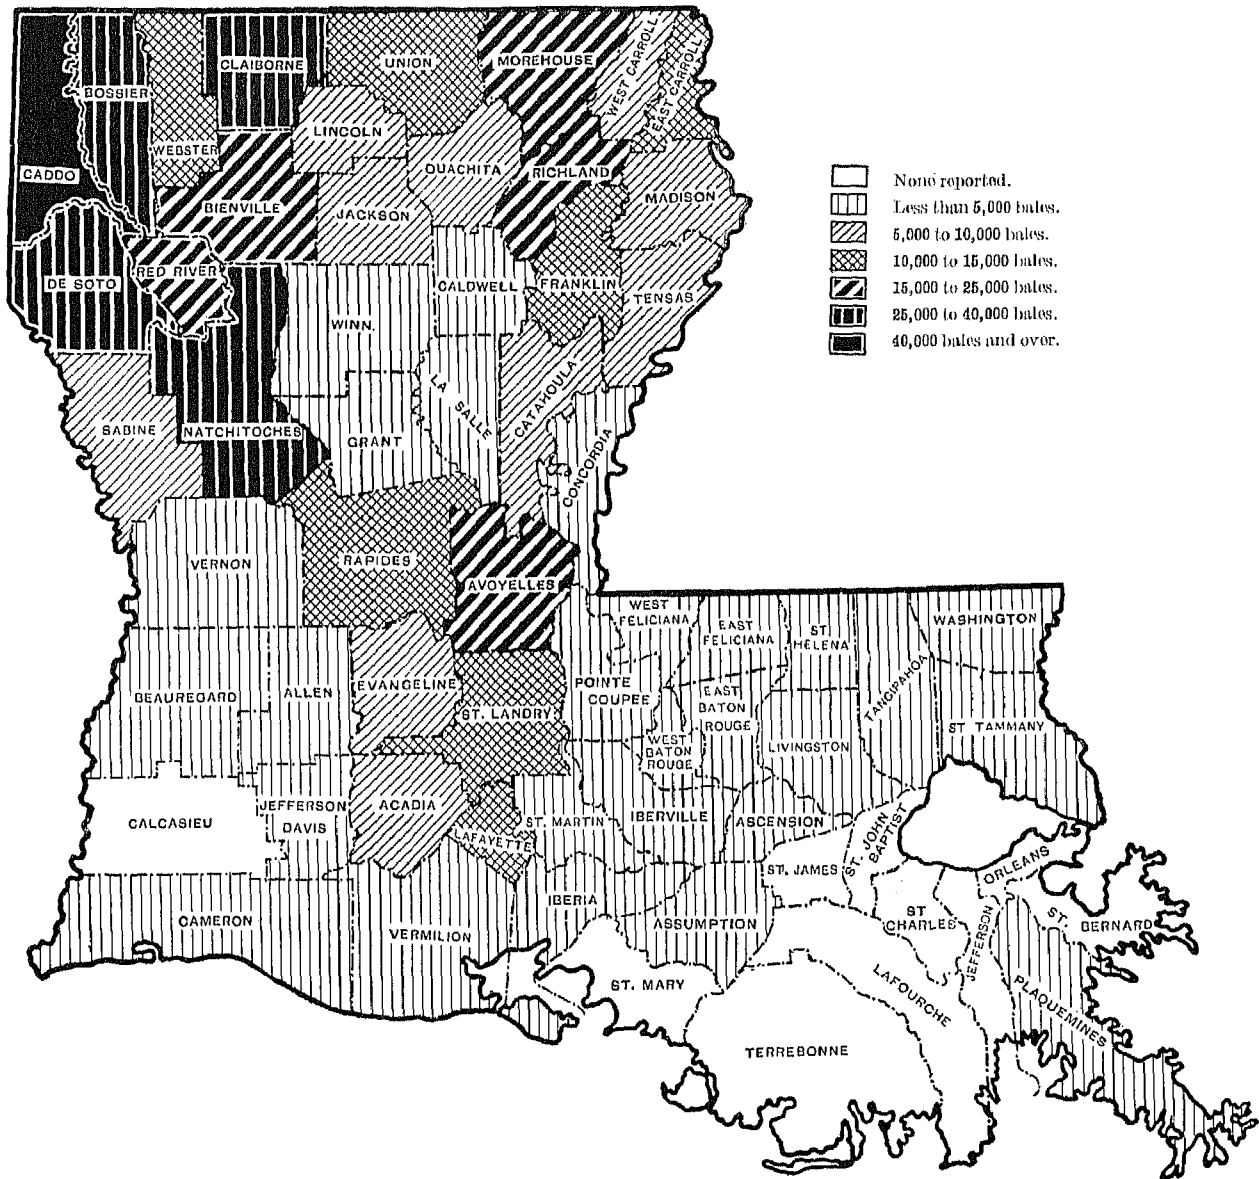 CLAIBORNE
UNION
MOREHOUSE
WEST CARROLL
EAST CARROLL
BOSSIER
WEBSTER
LINCOLN
OUACHITA
RICHLAND
MADISON
CADDO
BIENVILLE
JACKSON
RED RIVER
DE SOTO
CALDWELL
FRANKLIN
TENSAS
WINN.
LA SALLE
CATAHOULA
SABINE
NATCHITOCHES
GRANT
CONCORDIA
VERNON
RAPIDES
AVOYELLES
None reported.
Less than 5,000 bales.
5,000 to 10,000 bales.
10,000 to 15,000 bales.
15,000 to 25,000 bales.
25,000 to 40,000 bales.
40,000 bales and over.
WEST
FELICIANA
EAST
FELICIANA
ST.
HELENA
WASHINGTON
TANGIPAHOA
BEAUREGARD
ALLEN
EVANGELINE
ST. LANDRY
POINTE
COUPEE
EAST
BATON
ROUGE
WEST
BATON
ROUGE
LIVINGSTON
ST. TAMMANY
CALCASIEU
JEFFERSON
DAVIS
ACADIA
LAFAYETTE
ST. MARTIN
IBERVILLE
ASCENSION
ST. JOHN
BAPTIST
ST. JAMES
ORLEANS
CAMERON
VERMILION
IBERIA
ASSUMPTION
ST
CHARLES
JEFFERSON
ST.
BERNARD
ST. MARY
LAFOURCHE
PLAQUEMINES
TERREBONNE